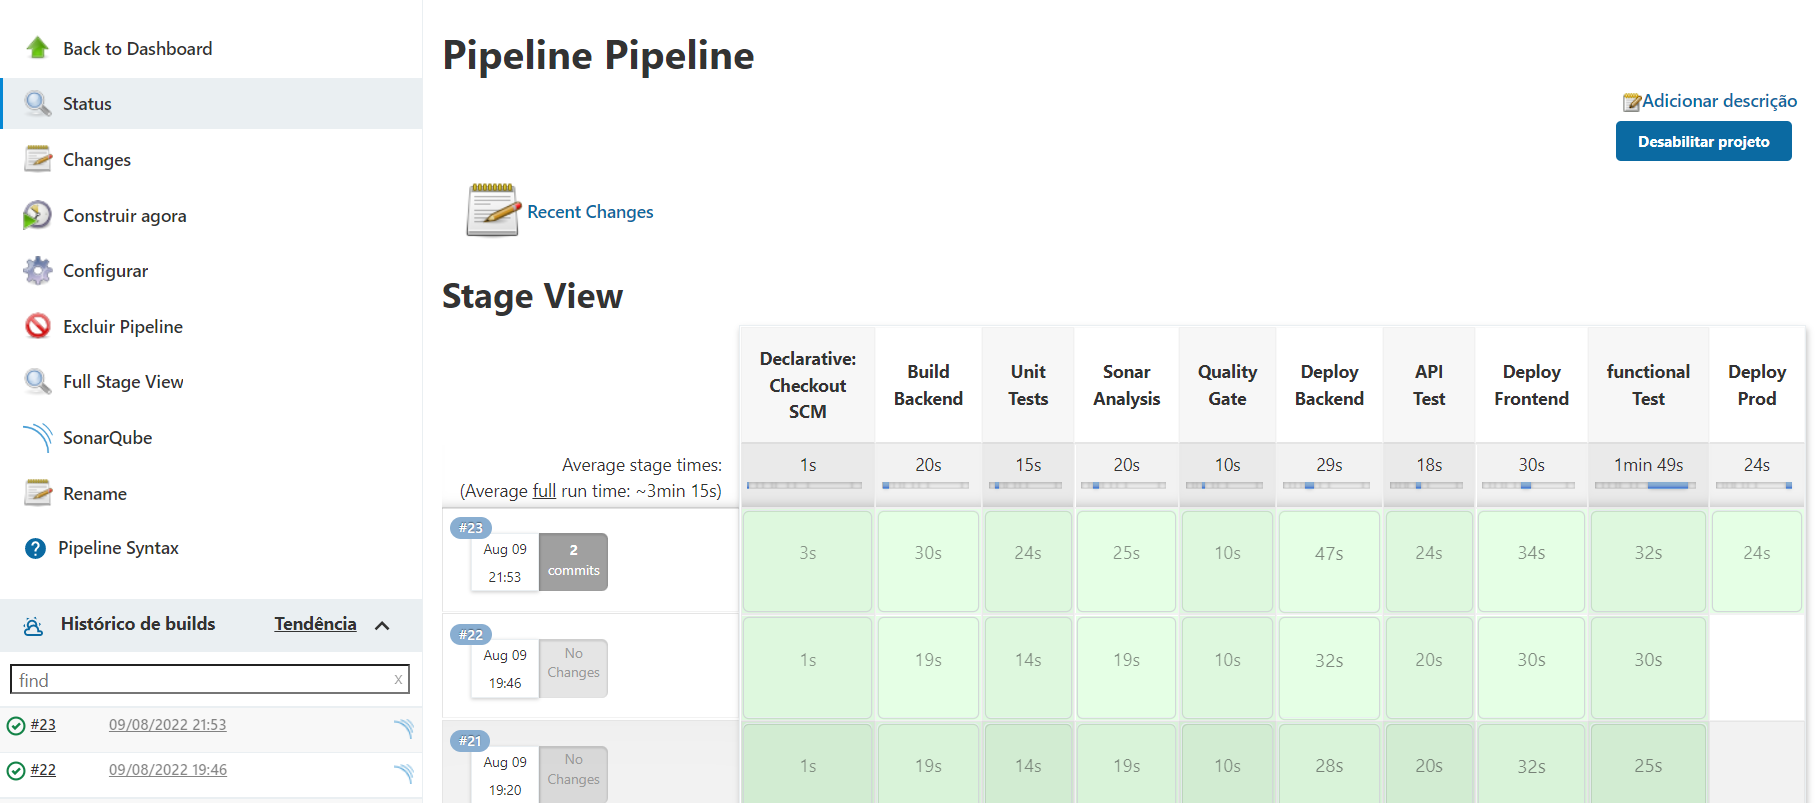 Back to Dashboard
Status
Changes
Construir agora
Configurar
Excluir Pipeline
Full Stage View
SonarQube
Rename
Pipeline Syntax
Histórico de builds Tendência
find x
#23 09/08/2022 21:53
#22 09/08/2022 19:46
Pipeline Pipeline
Adicionar descrição
Desabilitar projeto
Recent Changes
Stage View
Declarative: Checkout SCM
Build Backend
Unit Tests
Sonar Analysis
Quality Gate
Deploy Backend
API Test
Deploy Frontend
functional Test
Deploy Prod
Average stage times:
(Average full run time: ~3min 15s)
1s 20s 15s 20s 10s 29s 18s 30s 1min 49s 24s
#23
Aug 09
21:53
2
commits
3s 30s 24s 25s 10s 47s 24s 34s 32s 24s
#22
Aug 09
19:46
No
Changes
1s 19s 14s 19s 10s 32s 20s 30s 30s
#21
Aug 09
19:20
No
Changes
1s 19s 14s 19s 10s 28s 20s 32s 25s